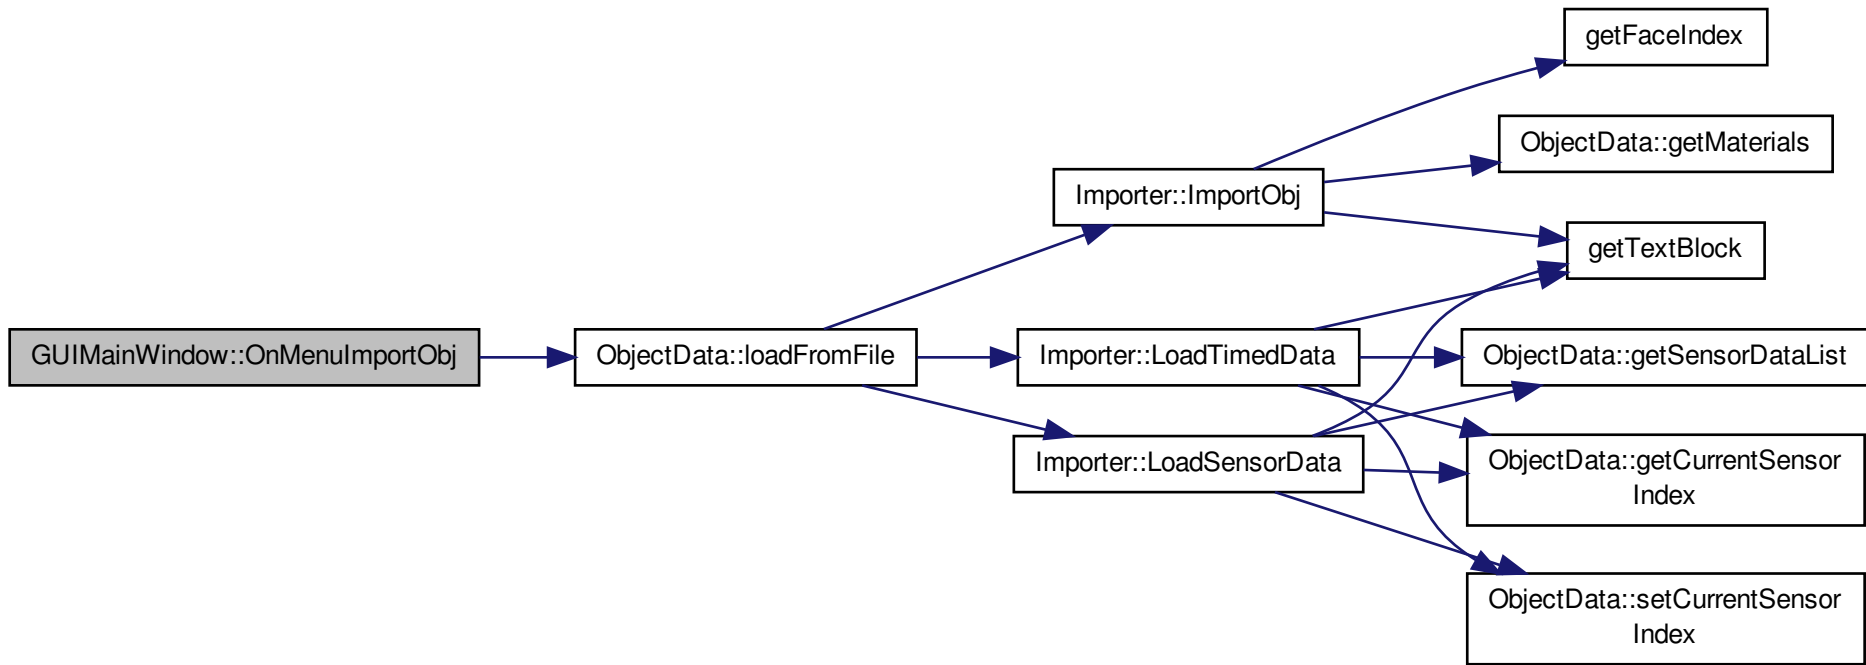 getFaceIndex
ObjectData::getMaterials
Importer::ImportObj
getTextBlock
GUIMainWindow::OnMenuImportObj
ObjectData::loadFromFile
Importer::LoadTimedData
ObjectData::getSensorDataList
Importer::LoadSensorData
ObjectData::getCurrentSensor
Index
ObjectData::setCurrentSensor
Index